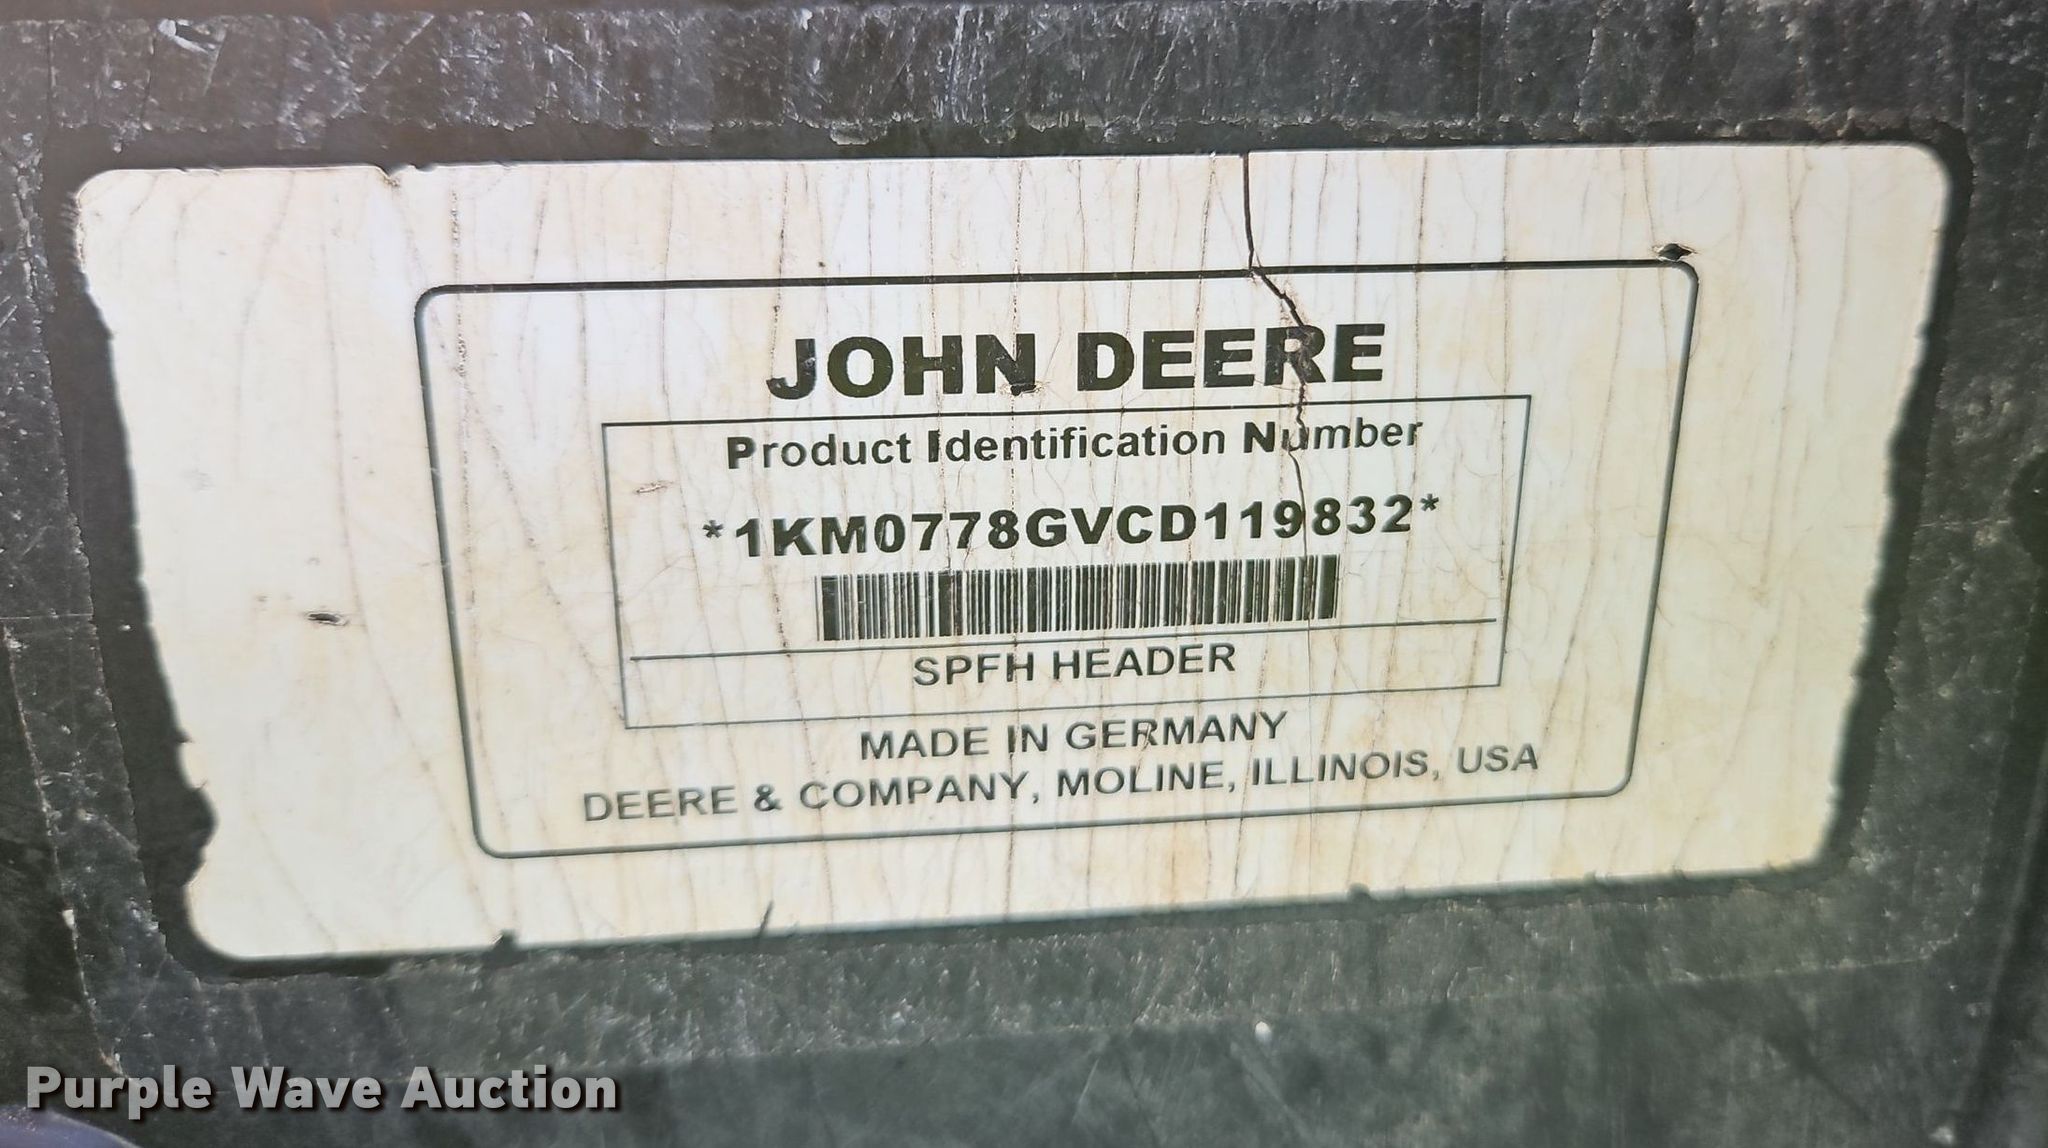 JOHN DEERE
Product Identification Number
*1KM0778GVCD119832*
SPFH HEADER
MADE IN GERMANY
DEERE & COMPANY, MOLINE, ILLINOIS, USA
Purple Wave Auction